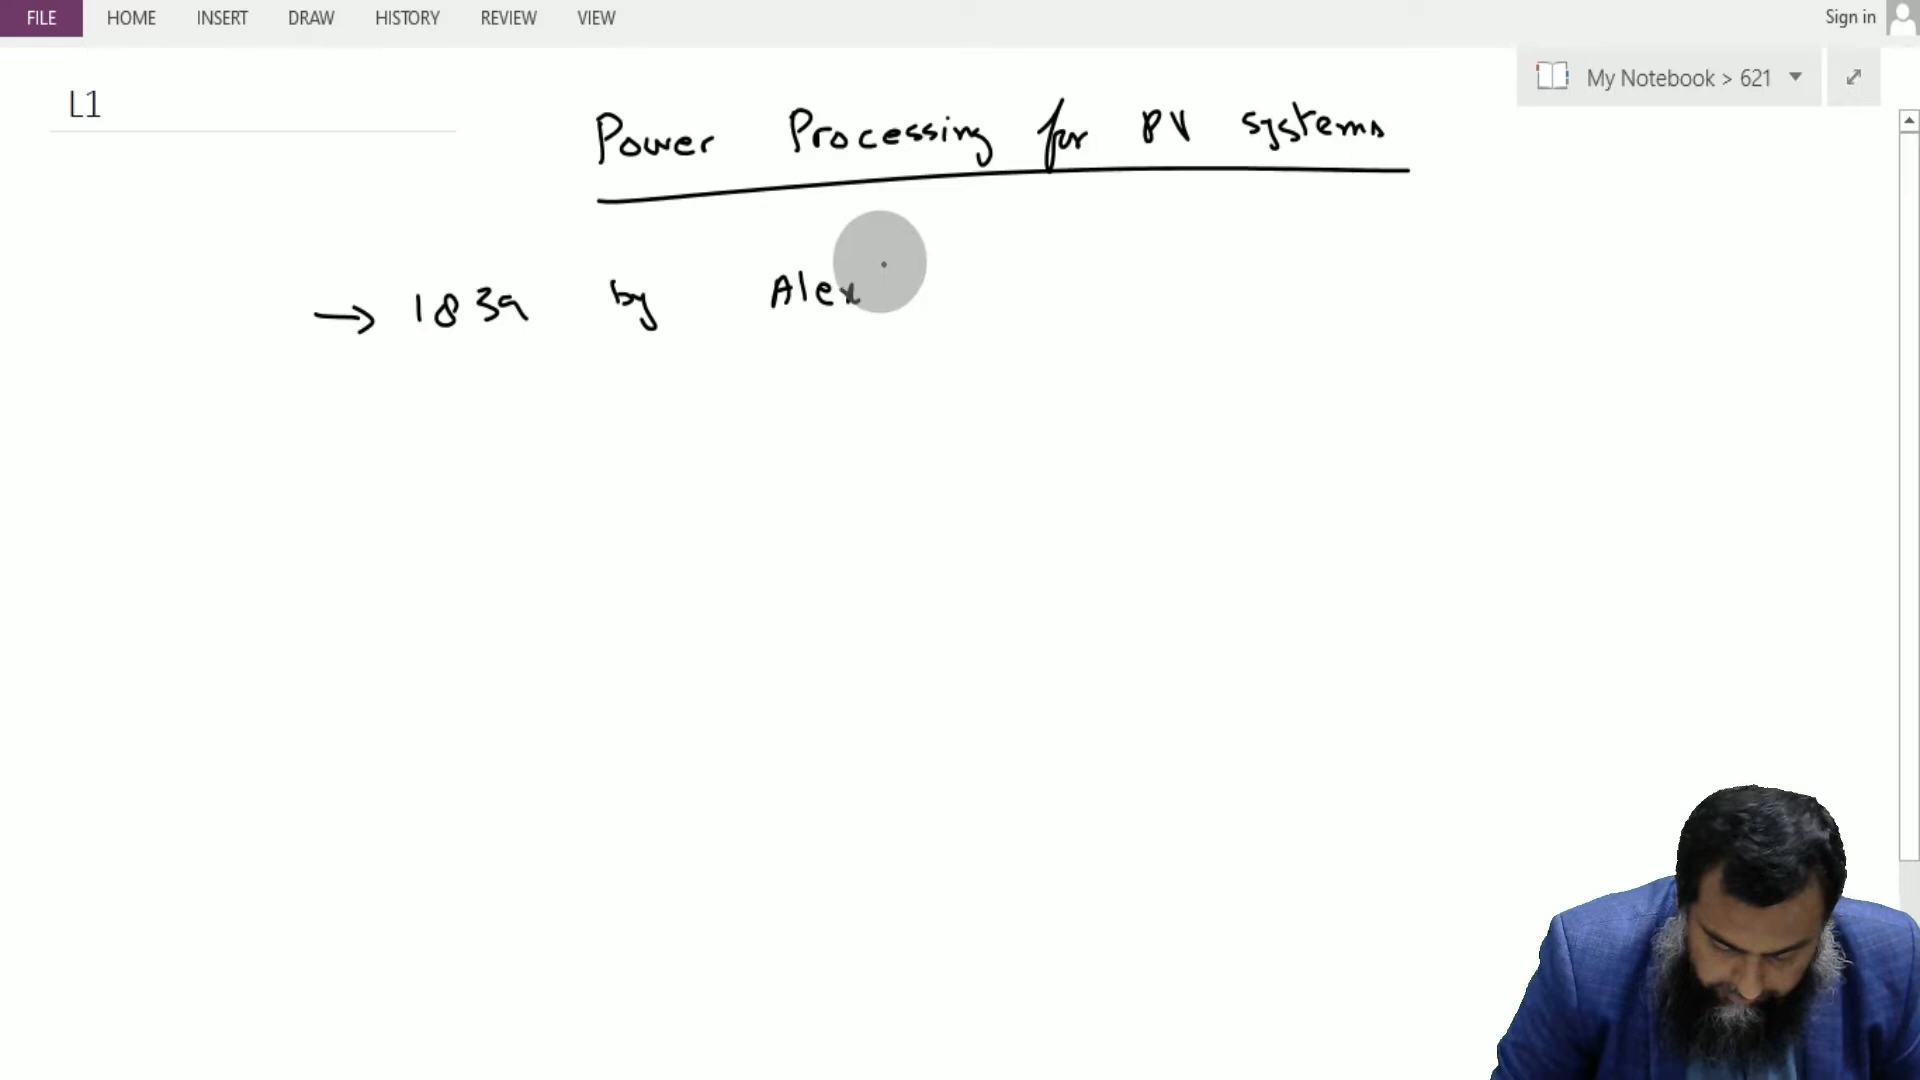 FILE HOME INSERT DRAW HISTORY REVIEW VIEW Sign in
My Notebook > 621
L1
Power Processing for PV systems
→ 1839 by Alex